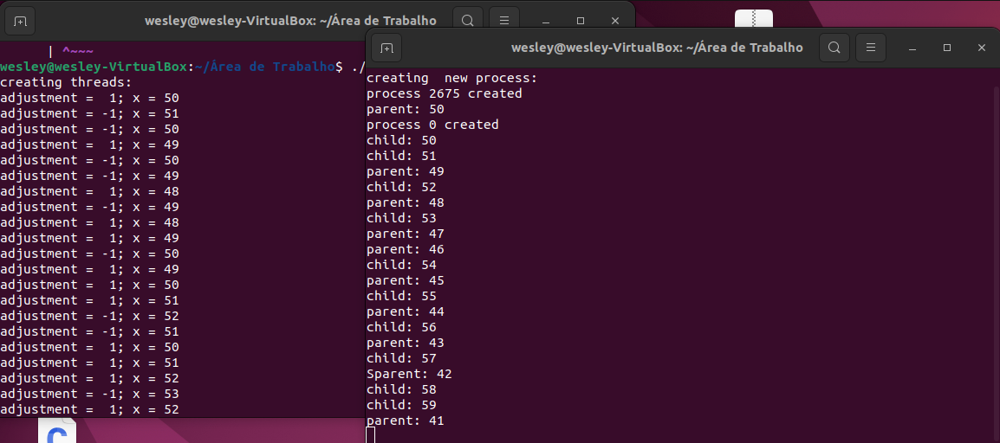 wesley@wesley-VirtualBox: ~/Área de Trabalho
| ^~~~
wesley@wesley-VirtualBox:~/Área de Trabalho$ ./
creating threads:
adjustment =  1; x = 50
adjustment = -1; x = 51
adjustment = -1; x = 50
adjustment =  1; x = 49
adjustment = -1; x = 50
adjustment = -1; x = 49
adjustment =  1; x = 48
adjustment = -1; x = 49
adjustment =  1; x = 48
adjustment =  1; x = 49
adjustment = -1; x = 50
adjustment =  1; x = 49
adjustment =  1; x = 50
adjustment =  1; x = 51
adjustment = -1; x = 52
adjustment = -1; x = 51
adjustment =  1; x = 50
adjustment =  1; x = 51
adjustment =  1; x = 52
adjustment = -1; x = 53
adjustment =  1; x = 52
wesley@wesley-VirtualBox: ~/Área de Trabalho
creating  new process:
process 2675 created
parent: 50
process 0 created
child: 50
child: 51
parent: 49
child: 52
parent: 48
child: 53
parent: 47
parent: 46
child: 54
parent: 45
child: 55
parent: 44
child: 56
parent: 43
child: 57
Sparent: 42
child: 58
child: 59
parent: 41